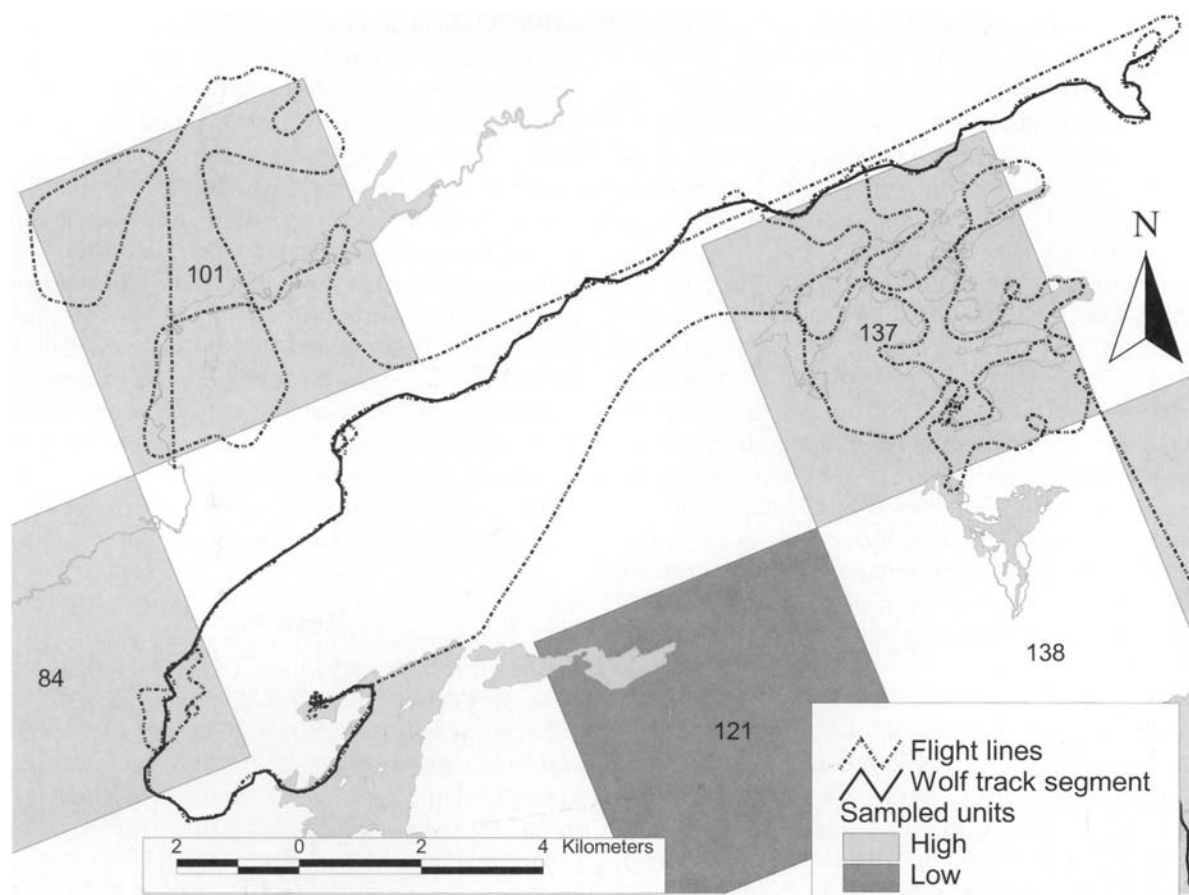 101
N
137
84
138
121
Flight lines
Wolf track segment
Sampled units
High
Low
2 0 2 4 Kilometers